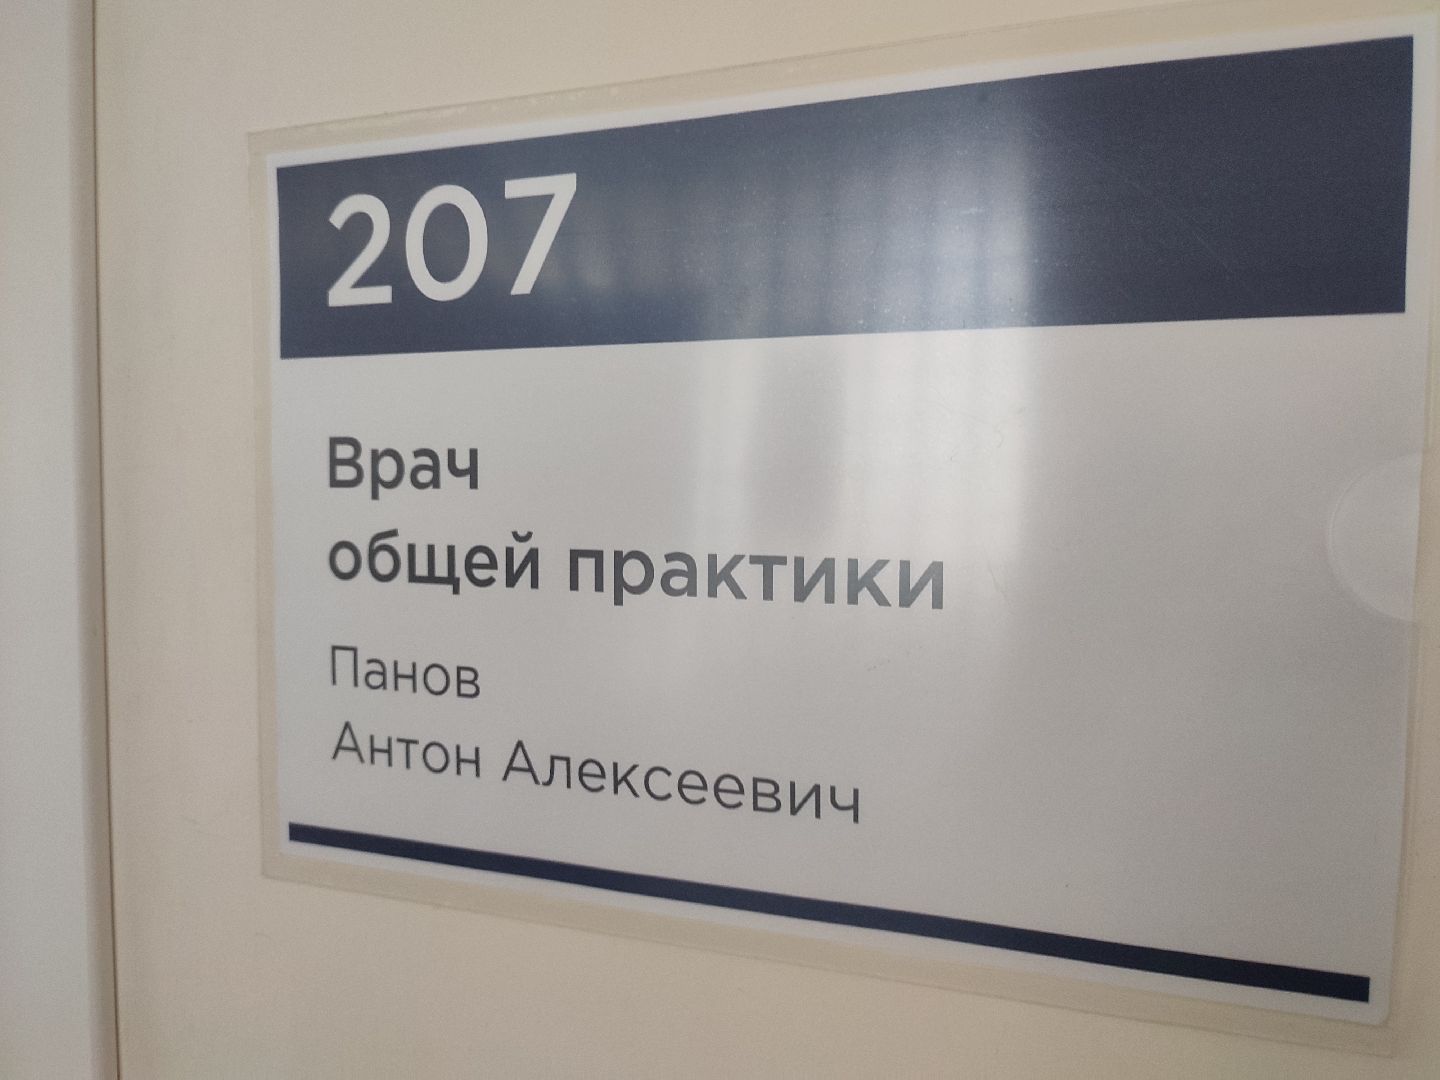 207
Врач
общей практики
Панов
Антон Алексеевич